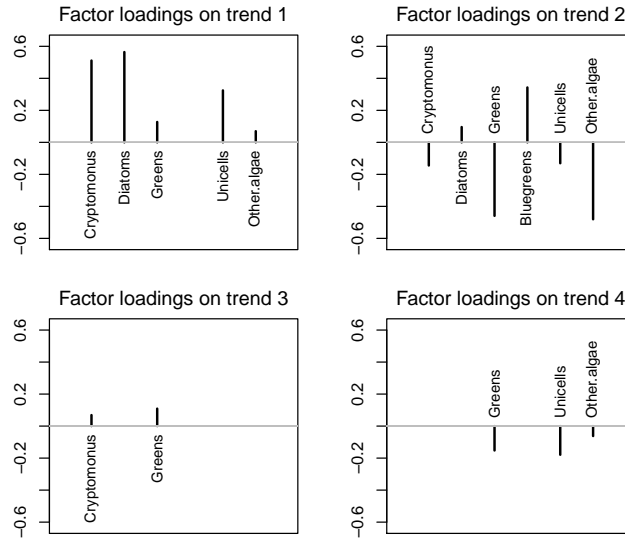 Factor loadings on trend 1
0.6
0.2
−0.2
−0.6
Cryptomonus
Diatoms
Greens
Unicells
Other.algae
Factor loadings on trend 2
0.6
0.2
−0.2
−0.6
Cryptomonus
Diatoms
Greens
Bluegreens
Unicells
Other.algae
Factor loadings on trend 3
0.6
0.2
−0.2
−0.6
Cryptomonus
Greens
Factor loadings on trend 4
0.6
0.2
−0.2
−0.6
Greens
Unicells
Other.algae